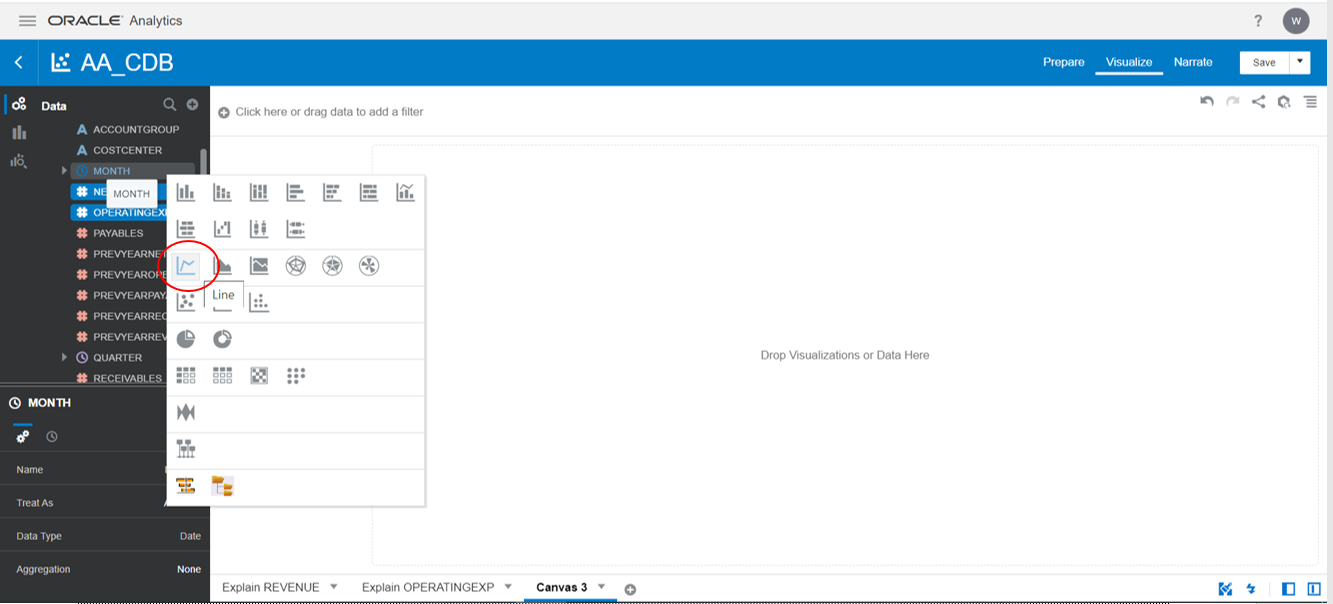 ORACLE Analytics
? W
AA_CDB
Prepare Visualize Narrate Save
Data
Click here or drag data to add a filter
A ACCOUNTGROUP
A COSTCENTER
MONTH
# NE
MONTH
# OPERATINGEXP
# PAYABLES
# PREVYEARNET
# PREVYEAROPE
Line
# PREVYEARPAY
# PREVYEARREC
# PREVYEARREV
QUARTER
# RECEIVABLES
Drop Visualizations or Data Here
MONTH
Name
Treat As
Data Type Date
Aggregation None
Explain REVENUE Explain OPERATINGEXP Canvas 3